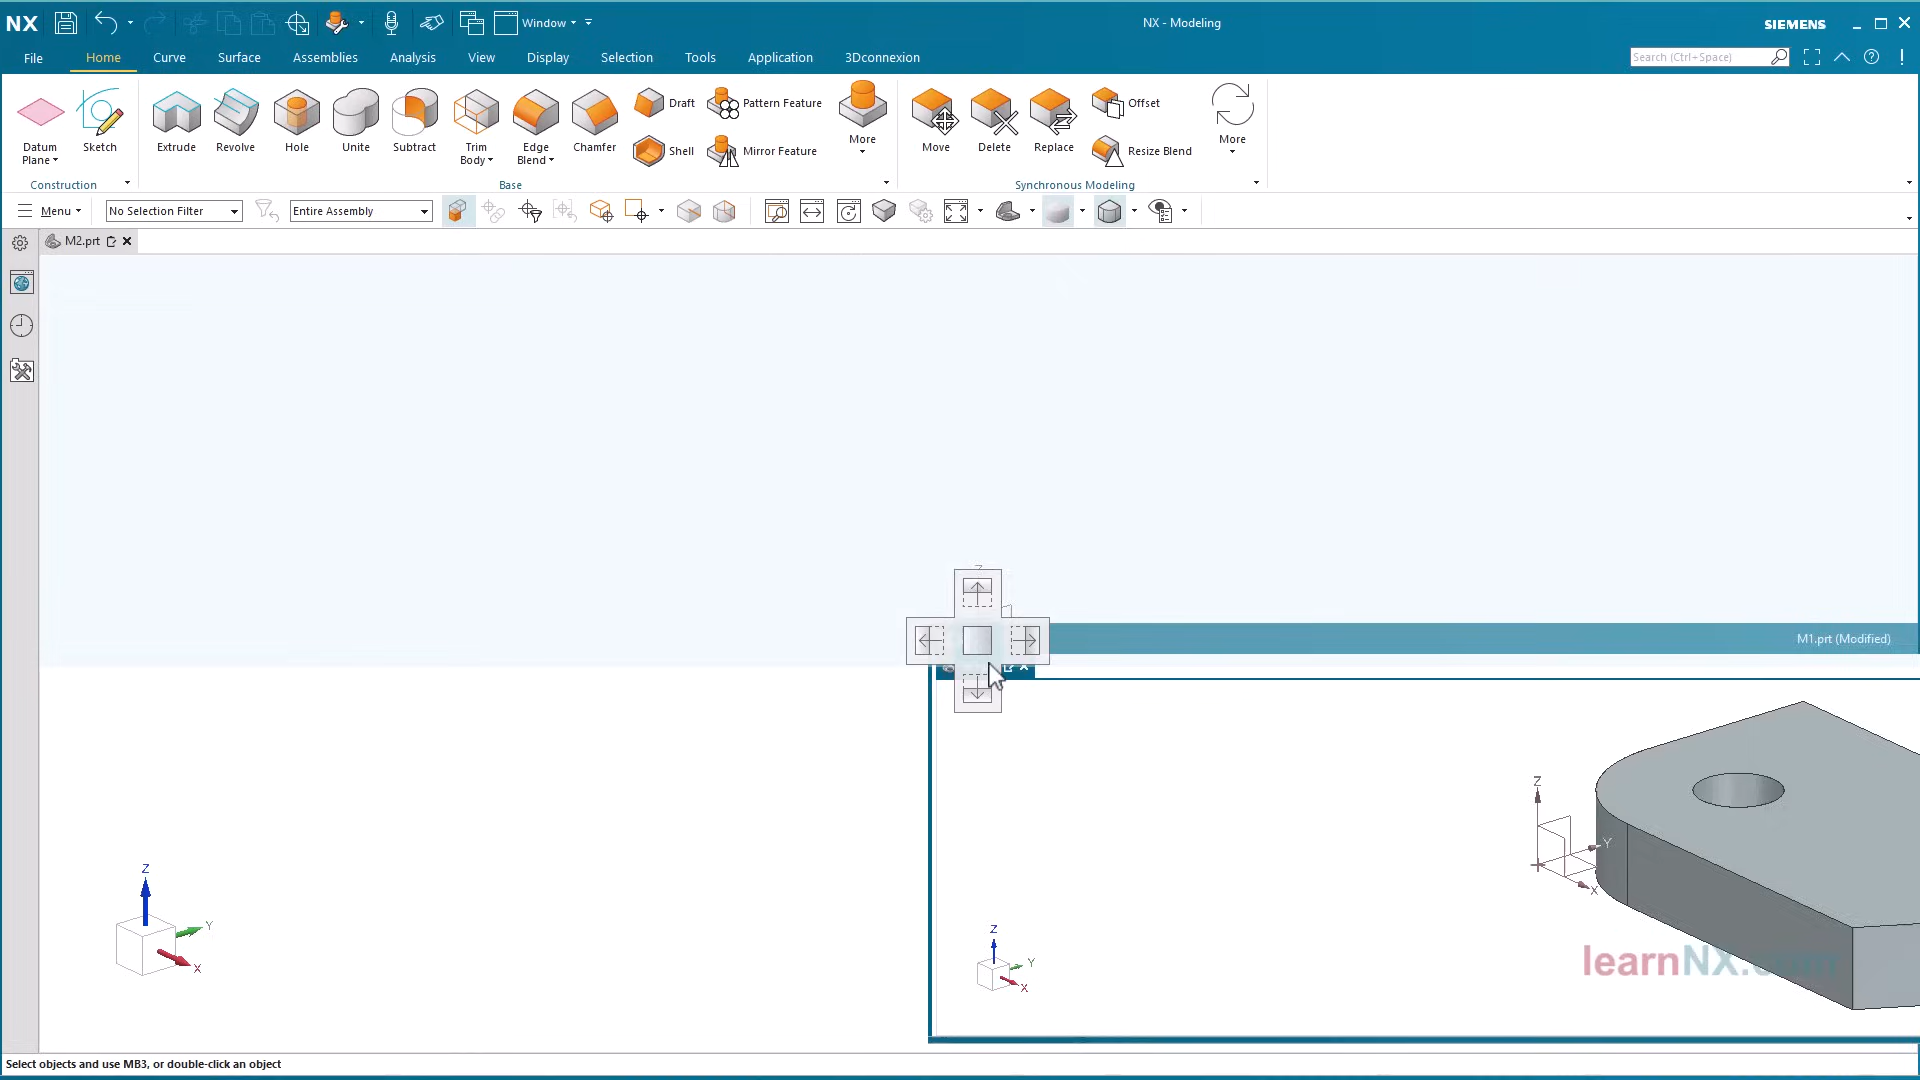 NX
Window
NX - Modeling
SIEMENS
File
Home
Curve
Surface
Assemblies
Analysis
View
Display
Selection
Tools
Application
3Dconnexion
Search (Ctrl+Space)
Datum
Plane
Sketch
Extrude
Revolve
Hole
Unite
Subtract
Trim
Body
Edge
Blend
Chamfer
Draft
Shell
Pattern Feature
Mirror Feature
More
Move
Delete
Replace
Offset
Resize Blend
More
Construction
Base
Synchronous Modeling
Menu
No Selection Filter
Entire Assembly
M2.prt
M1.prt (Modified)
Z
Y
X
Z
Y
X
Z
Y
X
learnNX.com
Select objects and use MB3, or double-click an object